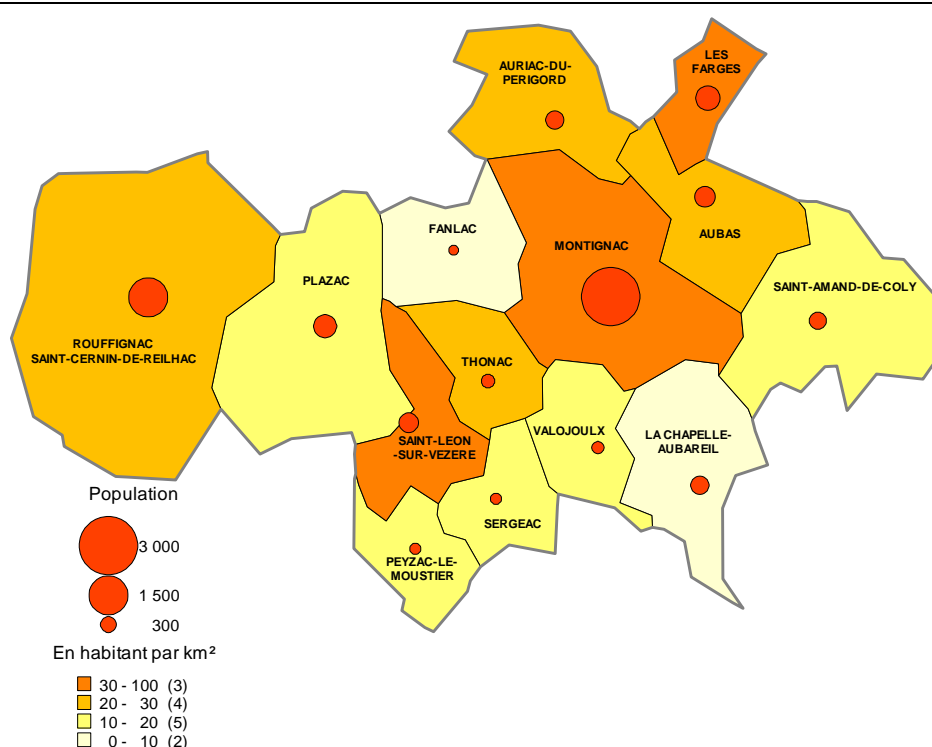 LES
FARGES
AURIAC-DU-
PERIGORD
FANLAC
MONTIGNAC
AUBAS
PLAZAC
SAINT-AMAND-DE-COLY
ROUFFIGNAC
SAINT-CERNIN-DE-REILHAC
THONAC
VALOJOULX
LA CHAPELLE-
AUBAREIL
SAINT-LEON
-SUR-VEZERE
SERGEAC
PEYZAC-LE-
MOUSTIER
Population
3 000
1 500
300
En habitant par km²
30 - 100 (3)
20 - 30 (4)
10 - 20 (5)
0 - 10 (2)